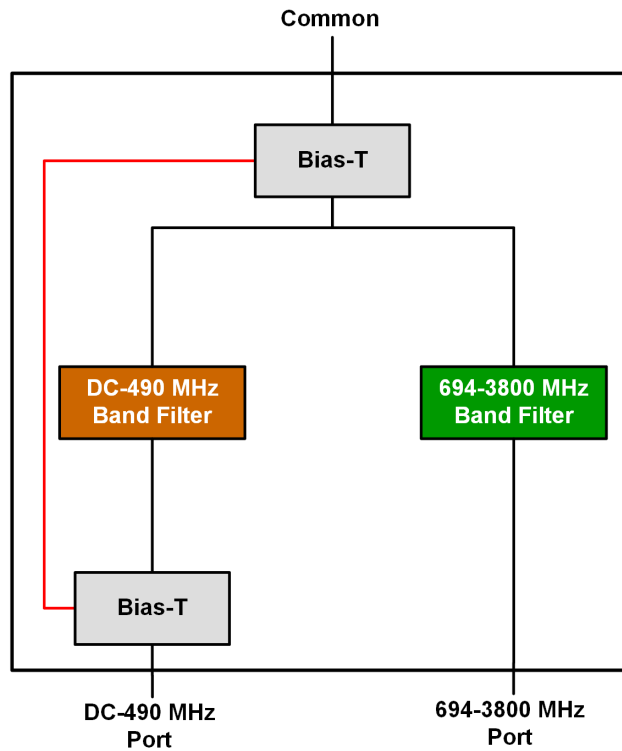 Common
Bias-T
DC-490 MHz
Band Filter
694-3800 MHz
Band Filter
Bias-T
DC-490 MHz
Port
694-3800 MHz
Port